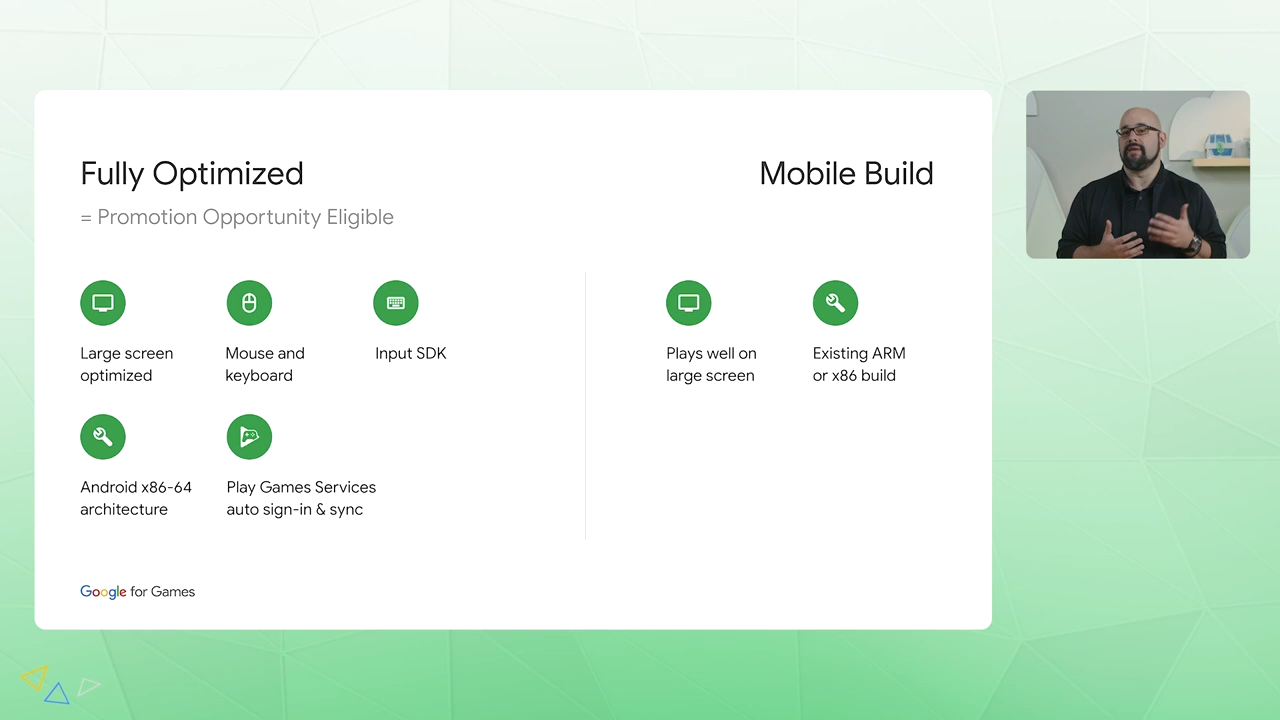 Fully Optimized
= Promotion Opportunity Eligible
Large screen
optimized
Mouse and
keyboard
Input SDK
Android x86-64
architecture
Play Games Services
auto sign-in & sync
Mobile Build
Plays well on
large screen
Existing ARM
or x86 build
Google for Games